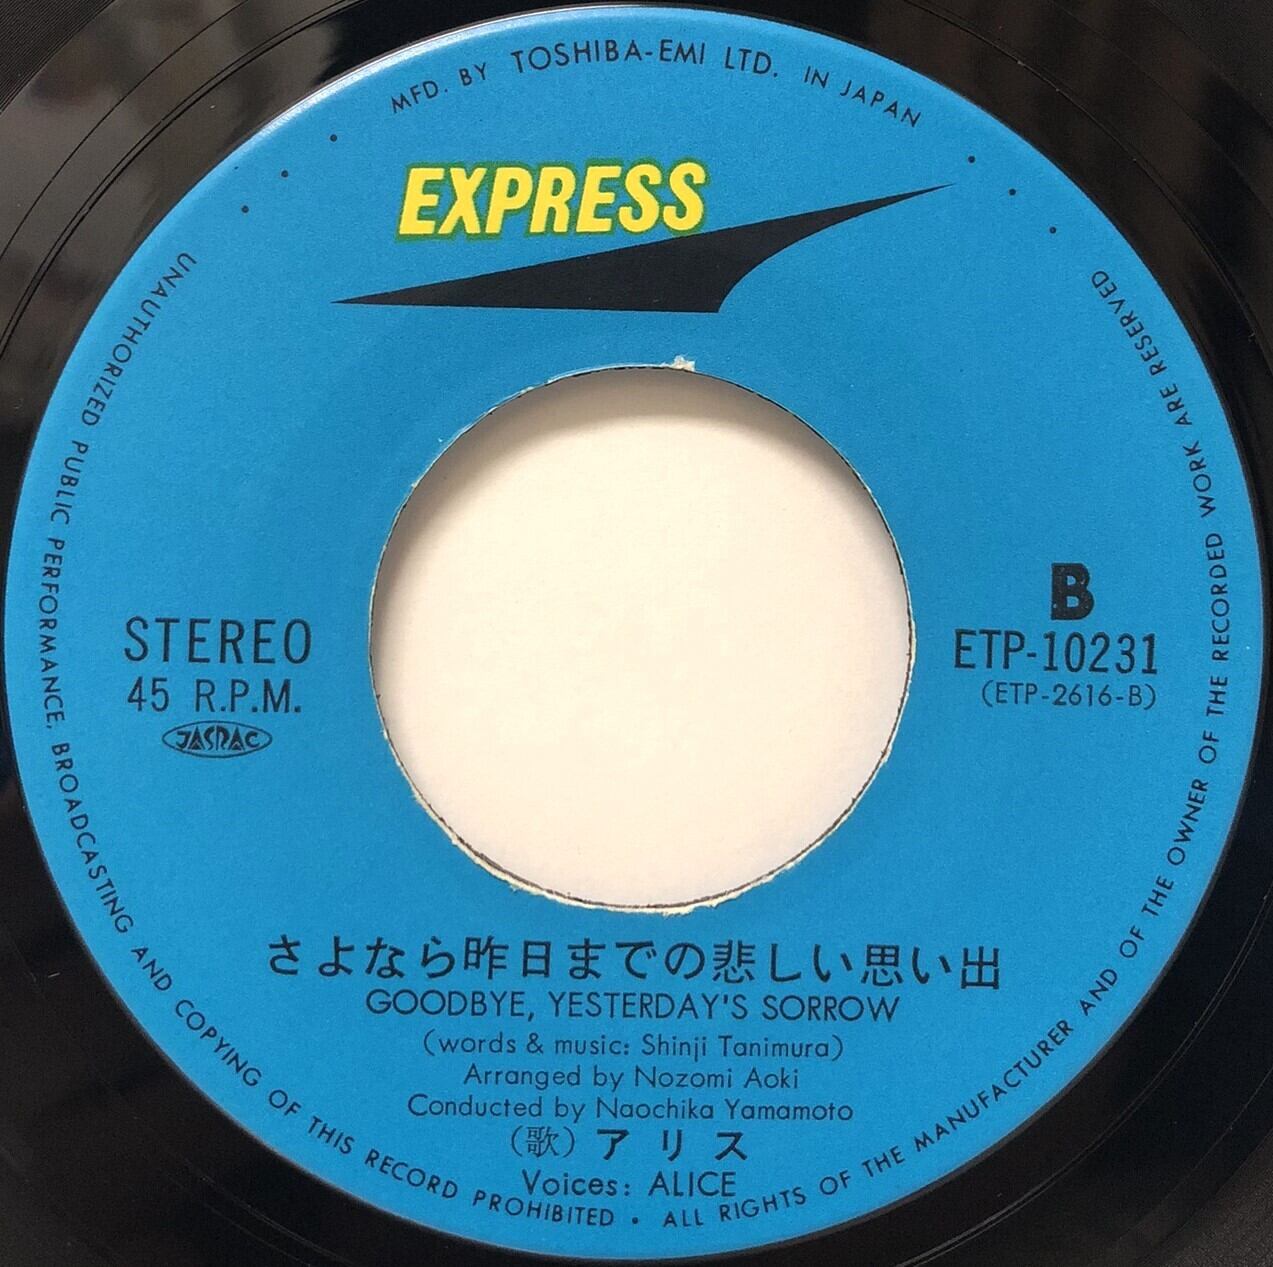 MFD. BY TOSHIBA-EMI LTD. IN JAPAN
EXPRESS
STEREO
45 R.P.M.
JASRAC
B
ETP-10231
(ETP-2616-B)
さよなら昨日までの悲しい思い出
GOODBYE, YESTERDAY'S SORROW
(words & music: Shinji Tanimura)
Arranged by Nozomi Aoki
Conducted by Naochika Yamamoto
(歌) アリス
Voices: ALICE
UNAUTHORIZED PUBLIC PERFORMANCE, BROADCASTING AND COPYING OF THIS RECORD PROHIBITED • ALL RIGHTS OF THE MANUFACTURER AND OF THE OWNER OF THE RECORDED WORK ARE RESERVED